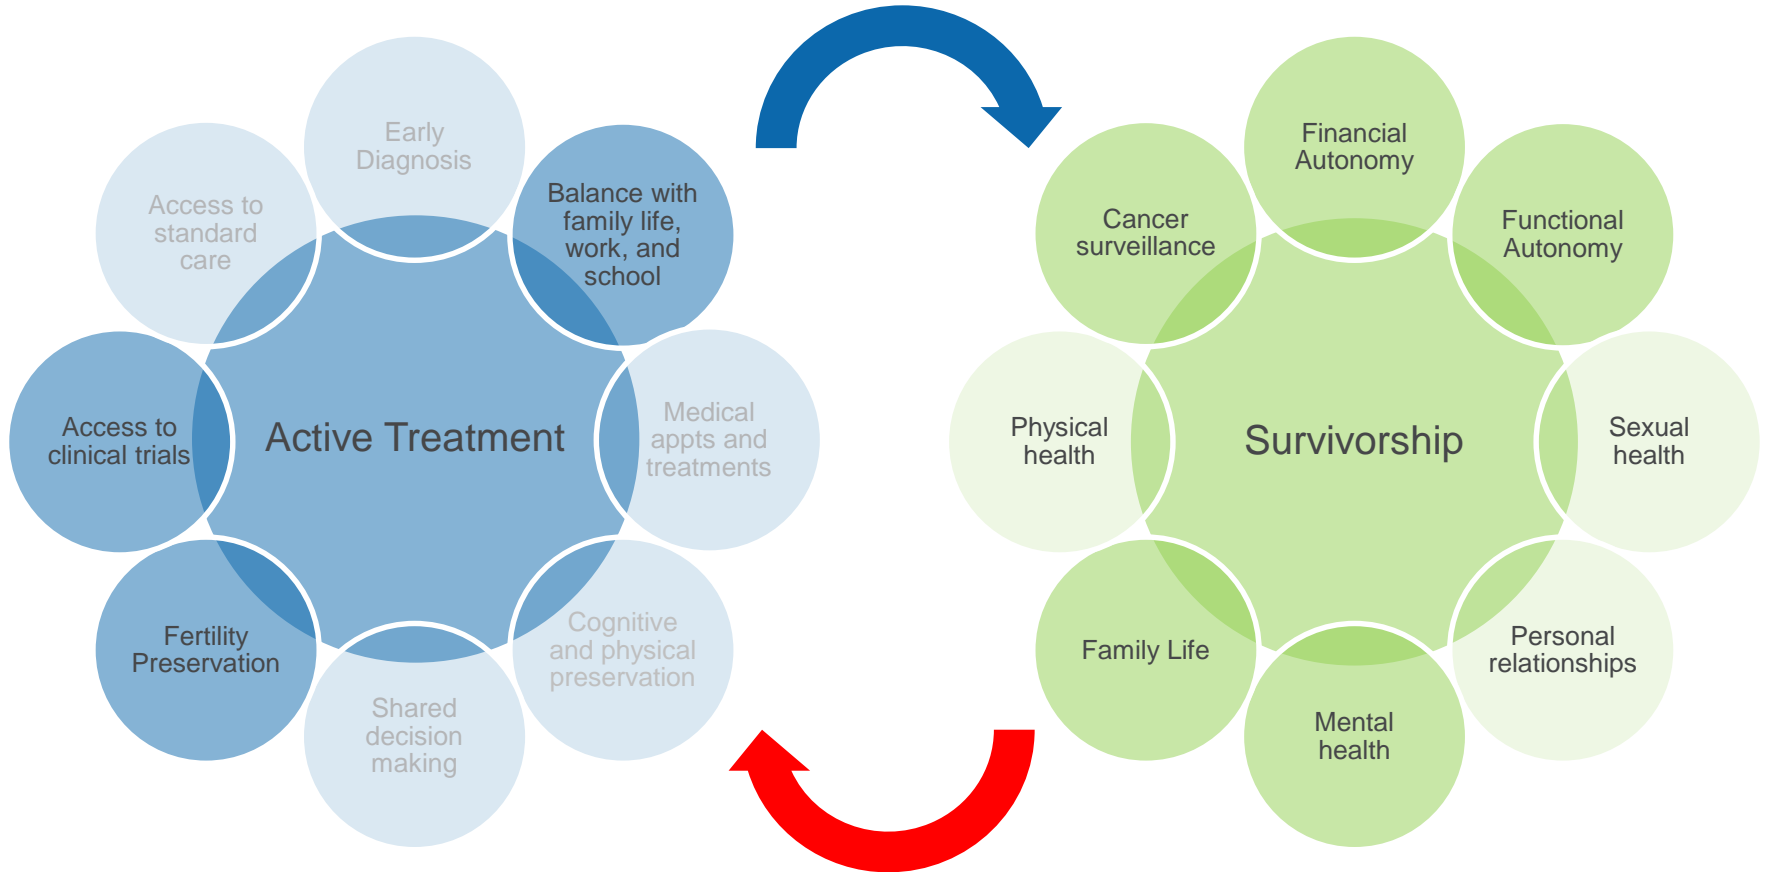 Early
Diagnosis
Balance with
family life,
work, and
school
Medical
appts and
treatments
Cognitive
and physical
preservation
Shared
decision
making
Fertility
Preservation
Access to
clinical trials
Access to
standard
care
Active Treatment
Financial
Autonomy
Functional
Autonomy
Sexual
health
Personal
relationships
Mental
health
Family Life
Physical
health
Cancer
surveillance
Survivorship